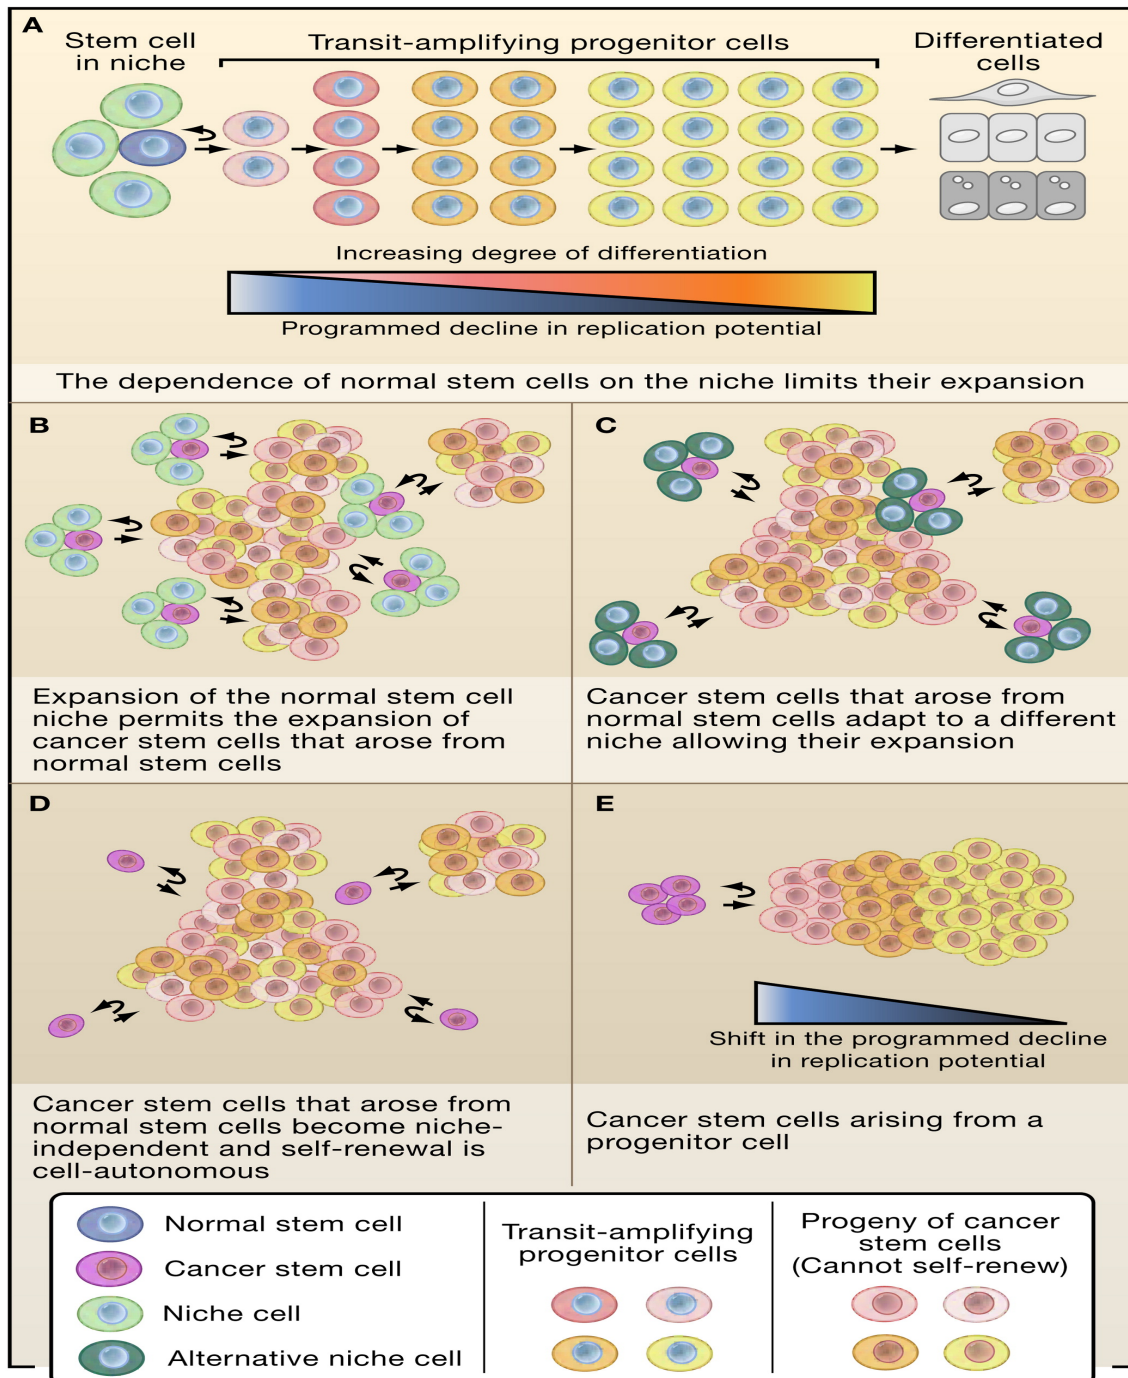 A
Stem cell
in niche
Transit-amplifying progenitor cells
Differentiated
cells
Increasing degree of differentiation
Programmed decline in replication potential
The dependence of normal stem cells on the niche limits their expansion
B
Expansion of the normal stem cell
niche permits the expansion of
cancer stem cells that arose from
normal stem cells
C
Cancer stem cells that arose from
normal stem cells adapt to a different
niche allowing their expansion
D
Cancer stem cells that arose from
normal stem cells become niche-
independent and self-renewal is
cell-autonomous
E
Shift in the programmed decline
in replication potential
Cancer stem cells arising from a
progenitor cell
Normal stem cell
Cancer stem cell
Niche cell
Alternative niche cell
Transit-amplifying
progenitor cells
Progeny of cancer
stem cells
(Cannot self-renew)